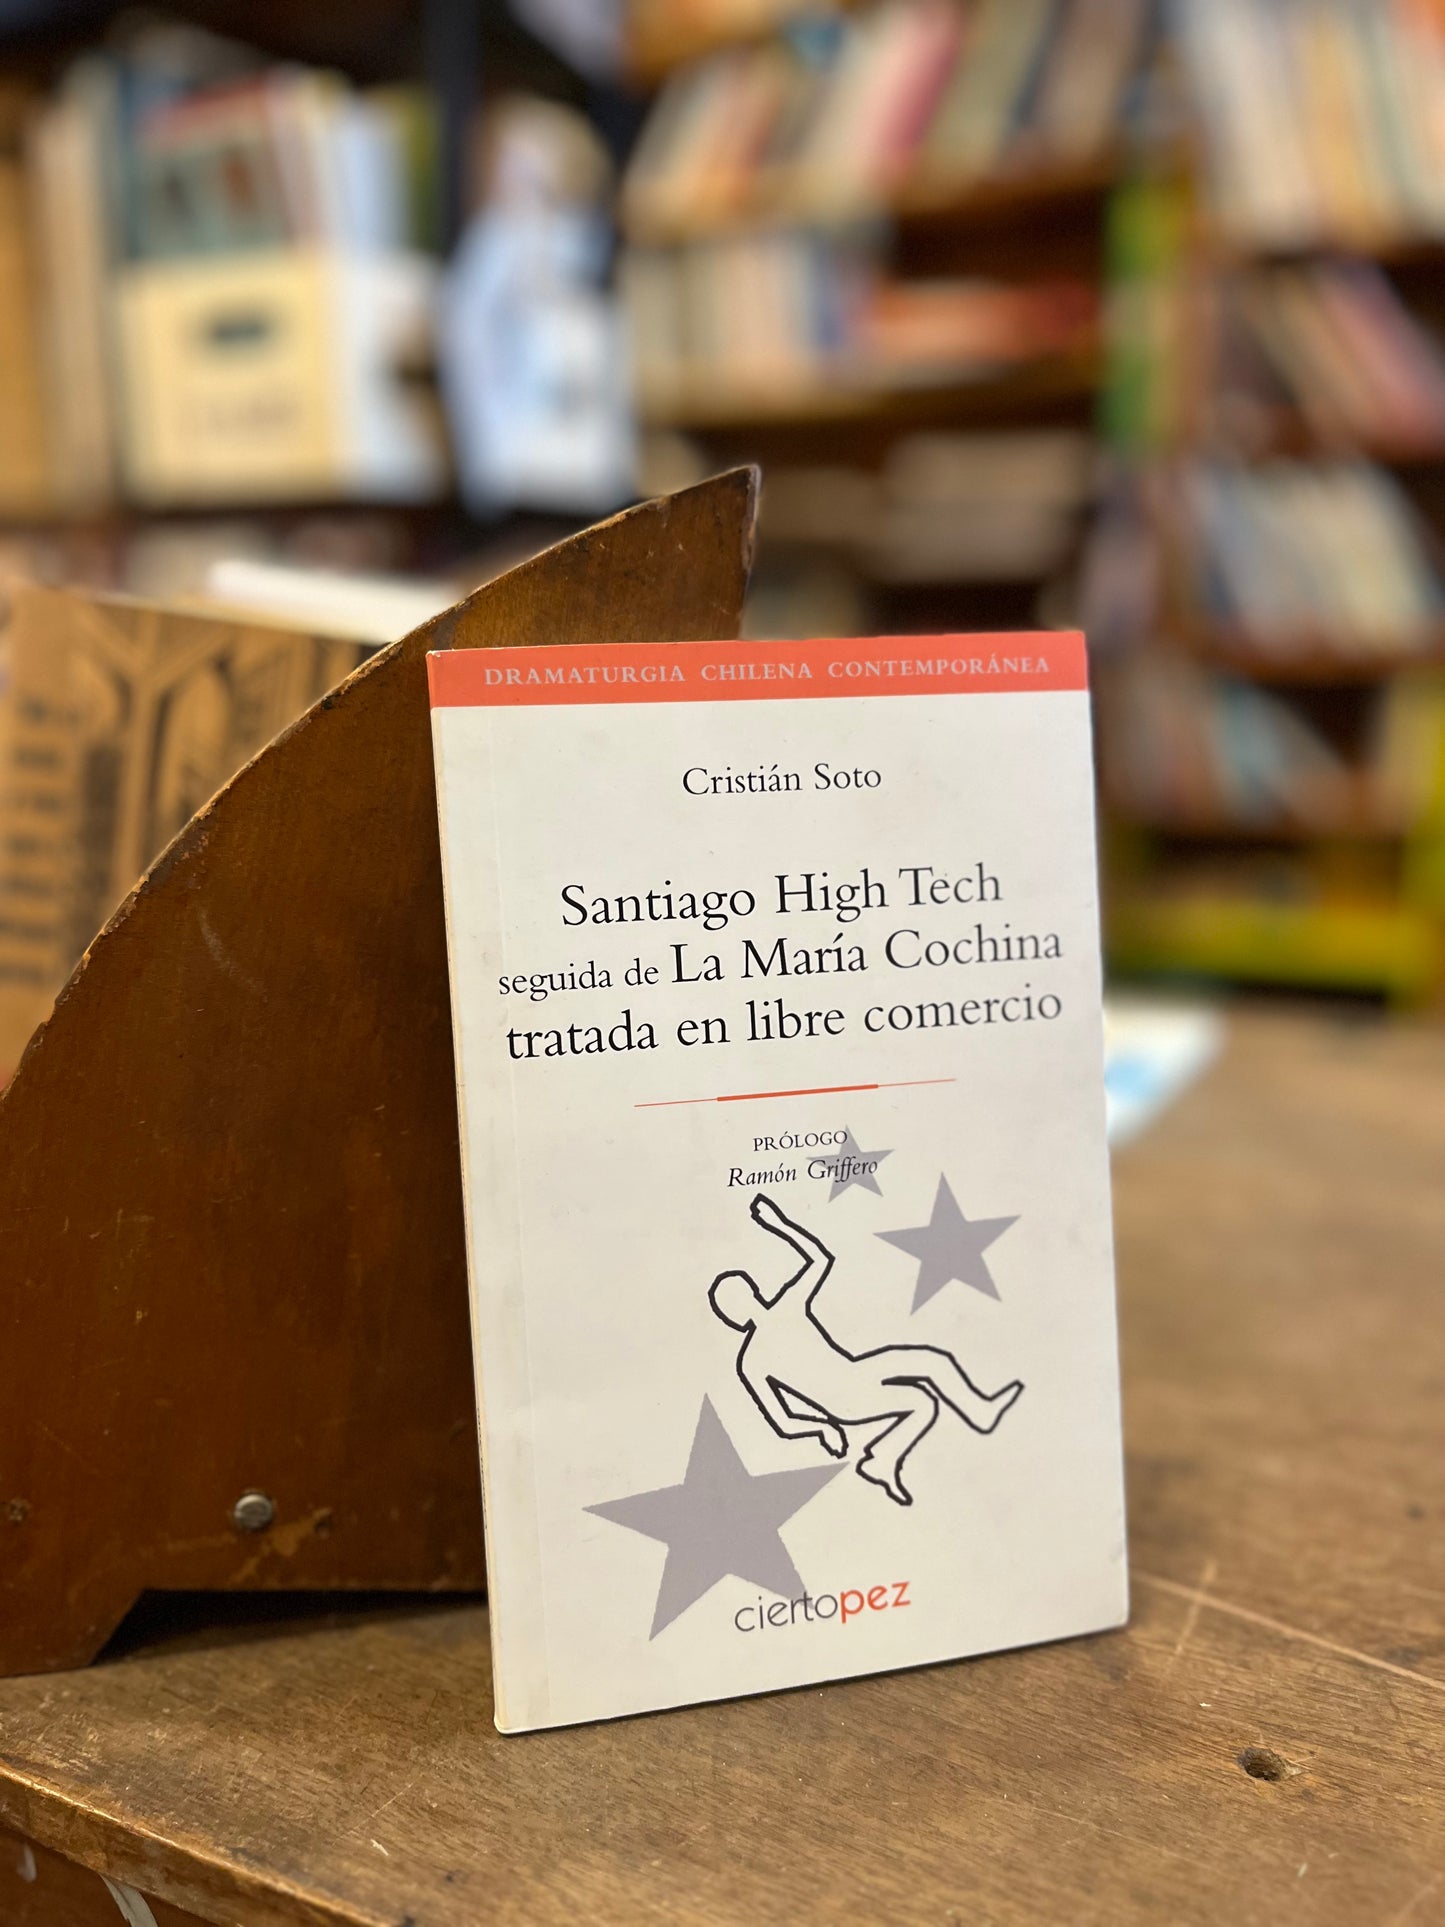 DRAMATURGIA CHILENA CONTEMPORÁNEA
Cristián Soto
Santiago High Tech
seguida de La María Cochina
tratada en libre comercio
PRÓLOGO
Ramón Griffero
ciertopez